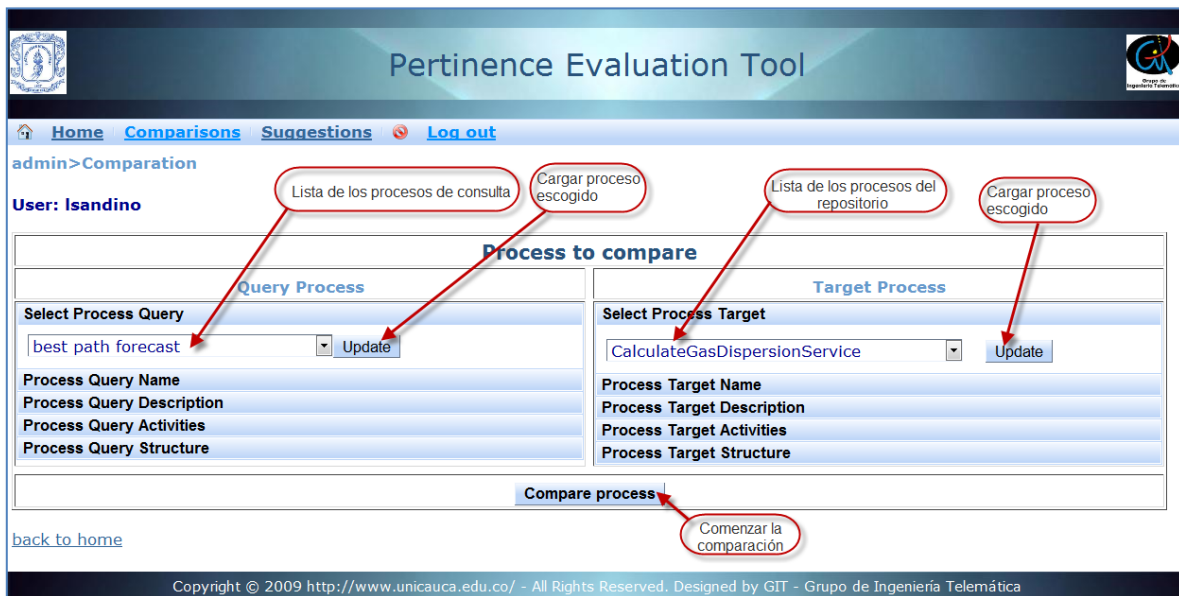 Pertinence Evaluation Tool
Grupo de
Ingeniería Telemática
Home Comparisons Suggestions Log out
admin>Comparation
User: lsandino
Lista de los procesos de consulta
Cargar proceso
escogido
Lista de los procesos del
repositorio
Cargar proceso
escogido
Process to compare
Query Process
Target Process
Select Process Query
best path forecast
Update
Process Query Name
Process Query Description
Process Query Activities
Process Query Structure
Select Process Target
CalculateGasDispersionService
Update
Process Target Name
Process Target Description
Process Target Activities
Process Target Structure
Compare process
Comenzar la
comparación
back to home
Copyright © 2009 http://www.unicauca.edu.co/ - All Rights Reserved. Designed by GIT - Grupo de Ingeniería Telemática